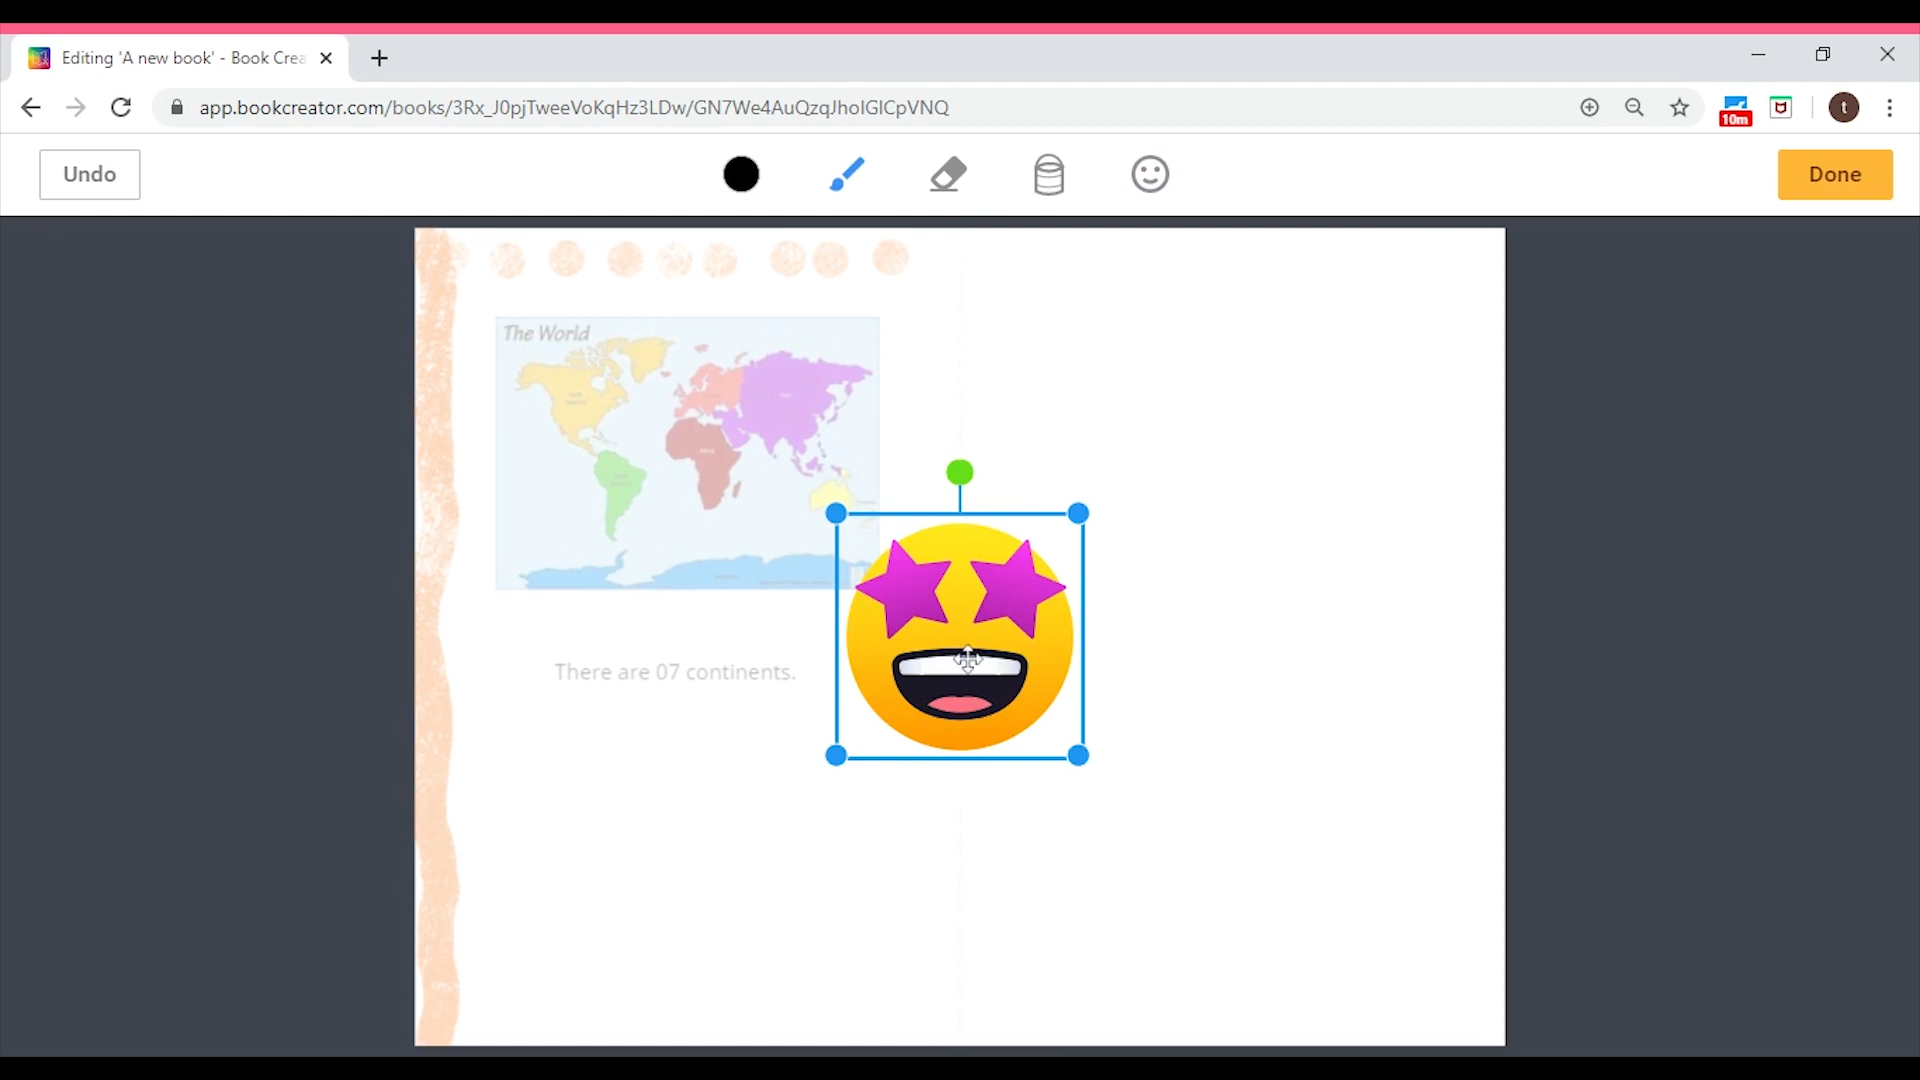 Editing 'A new book' - Book Crea
app.bookcreator.com/books/3Rx_J0pjTweeVoKqHz3LDw/GN7We4AuQzqJhoIGlCpVNQ
10m
t
Undo
Done
The World
There are 07 continents.